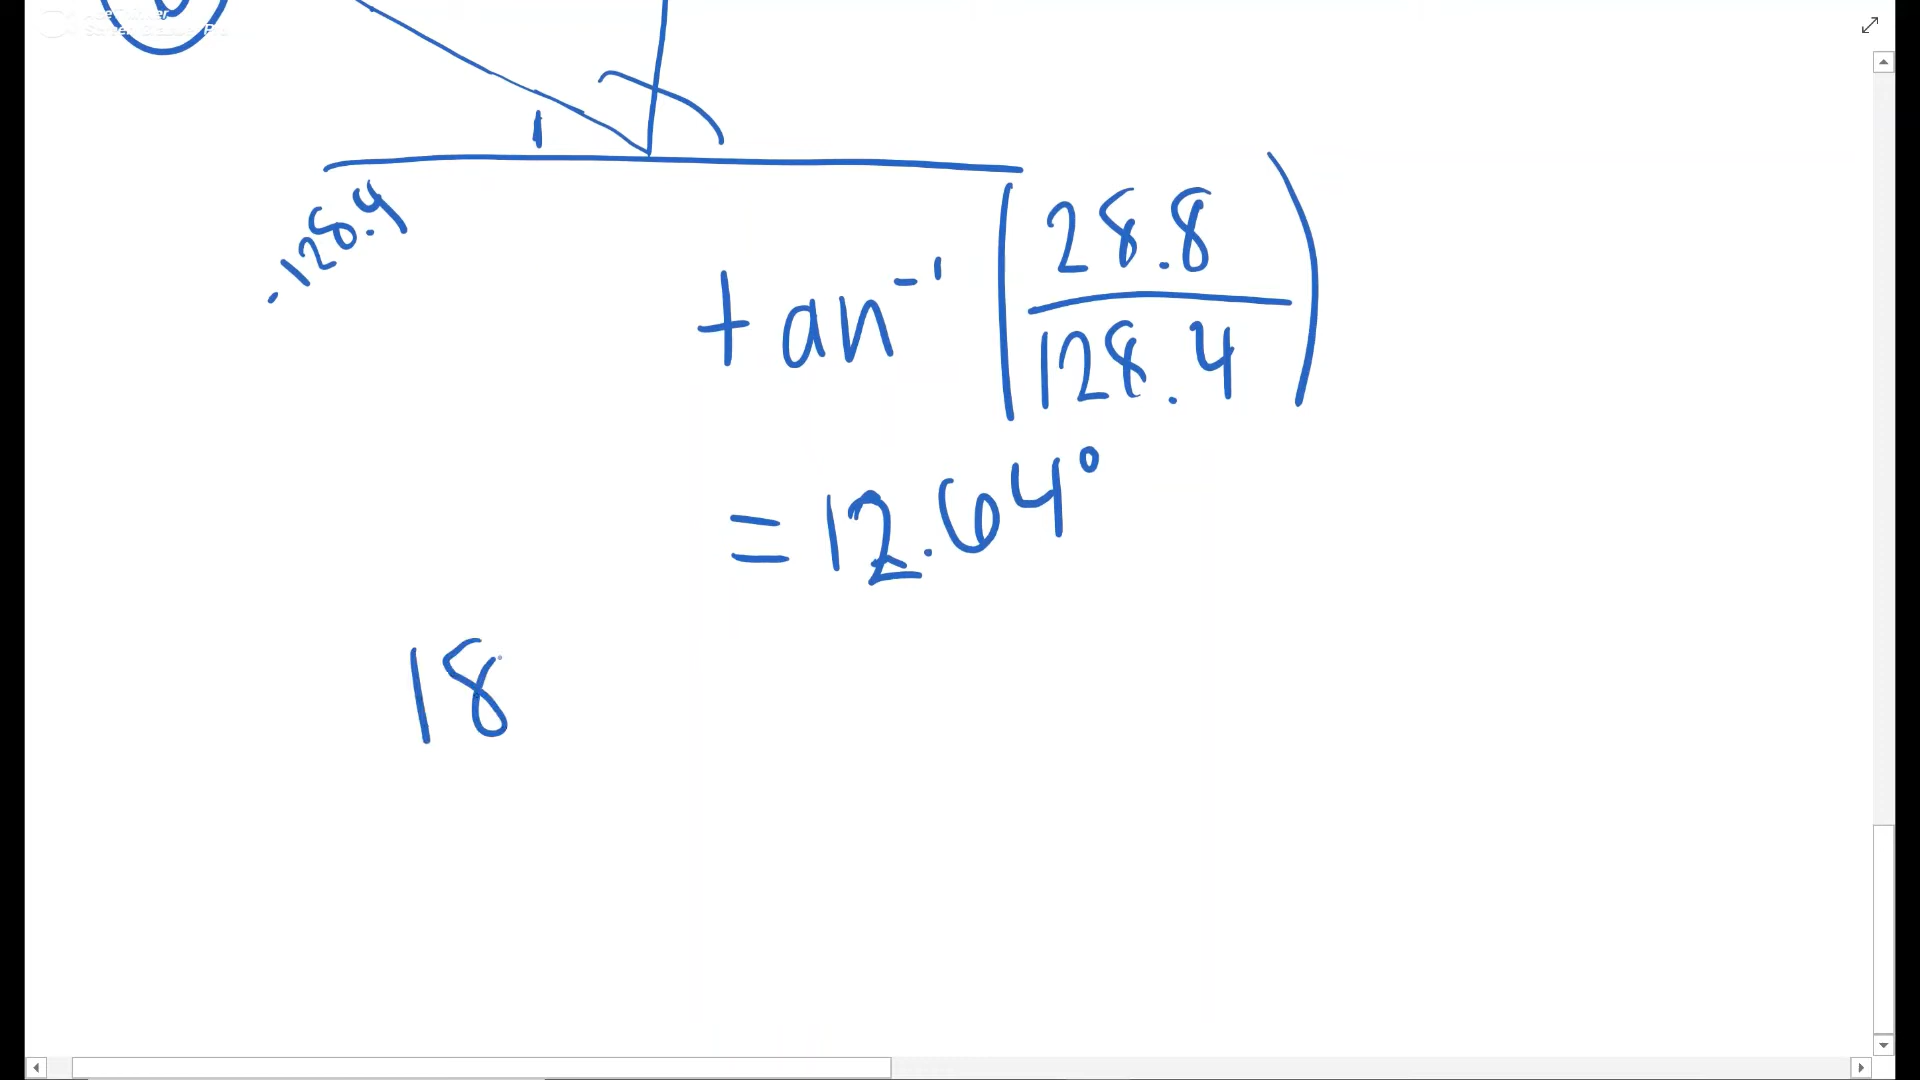 -128.4
tan⁻¹ (28.8 / 128.4)
= 12.64°
18